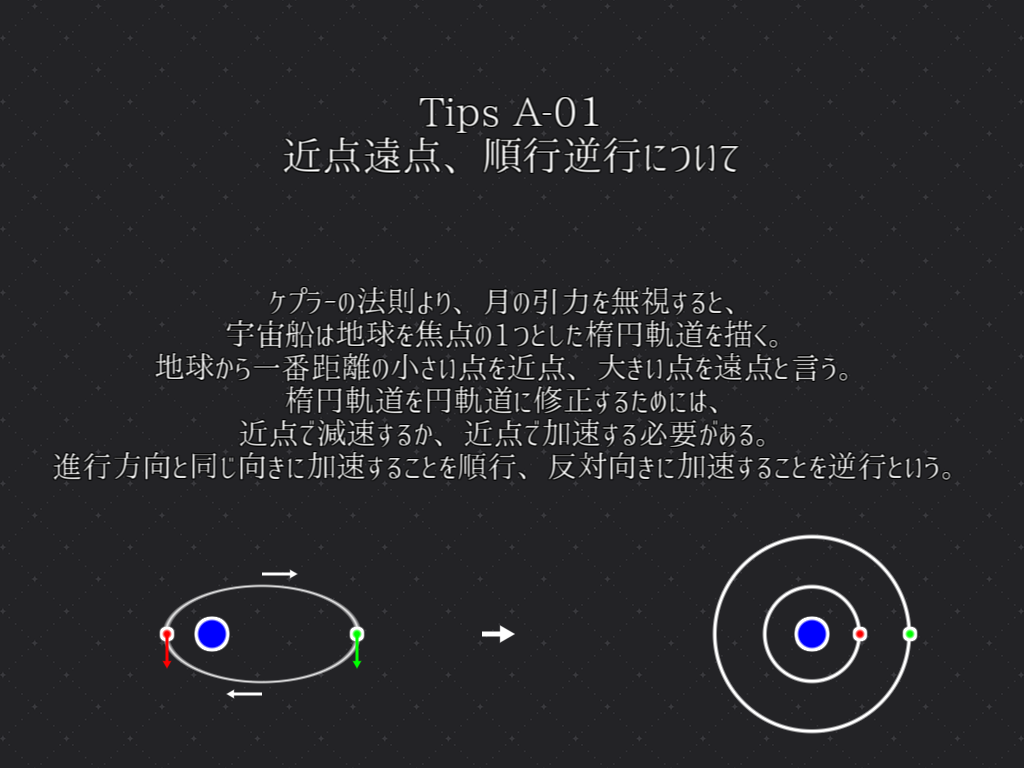 Tips A-01
近点遠点、順行逆行について
ケプラーの法則より、月の引力を無視すると、
宇宙船は地球を焦点の1つとした楕円軌道を描く。
地球から一番距離の小さい点を近点、大きい点を遠点と言う。
楕円軌道を円軌道に修正するためには、
近点で減速するか、近点で加速する必要がある。
進行方向と同じ向きに加速することを順行、反対向きに加速することを逆行という。